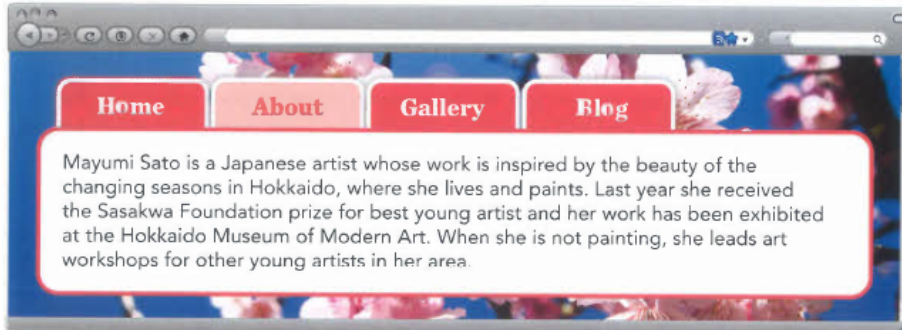 Home
About
Gallery
Blog
Mayumi Sato is a Japanese artist whose work is inspired by the beauty of the
changing seasons in Hokkaido, where she lives and paints. Last year she received
the Sasakwa Foundation prize for best young artist and her work has been exhibited
at the Hokkaido Museum of Modern Art. When she is not painting, she leads art
workshops for other young artists in her area.